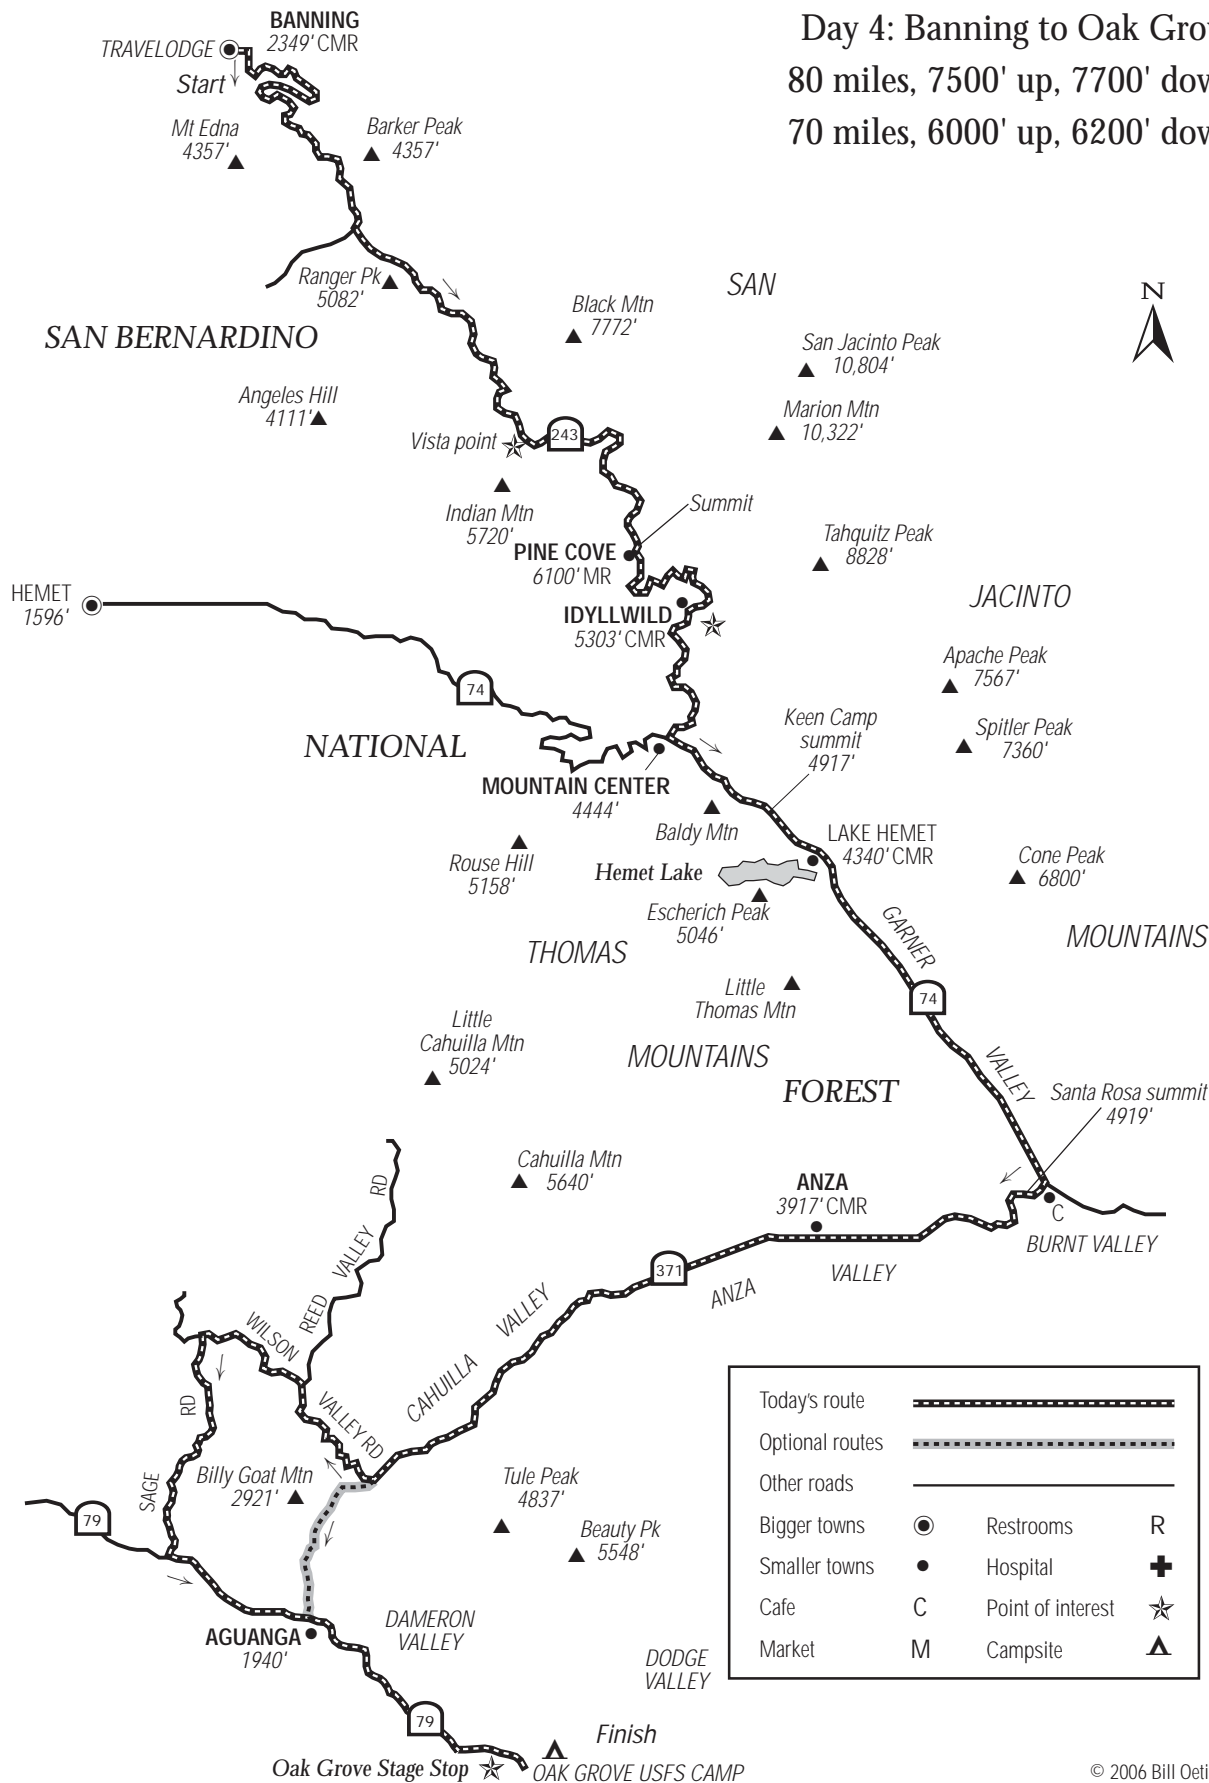 Day 4: Banning to Oak Gro
80 miles, 7500' up, 7700' dow
70 miles, 6000' up, 6200' dow
BANNING
2349' CMR
TRAVELODGE
Start
Mt Edna
4357'
Barker Peak
4357'
Ranger Pk
5082'
SAN
N
Black Mtn
7772'
SAN BERNARDINO
San Jacinto Peak
10,804'
Angeles Hill
4111'
Marion Mtn
10,322'
Vista point
243
Indian Mtn
5720'
Summit
PINE COVE
6100' MR
Tahquitz Peak
8828'
HEMET
1596'
JACINTO
IDYLLWILD
5303' CMR
Apache Peak
7567'
74
Keen Camp
summit
4917'
Spitler Peak
7360'
NATIONAL
MOUNTAIN CENTER
4444'
Baldy Mtn
LAKE HEMET
4340' CMR
Rouse Hill
5158'
Hemet Lake
Cone Peak
6800'
Escherich Peak
5046'
GARNER
MOUNTAINS
THOMAS
Little
Thomas Mtn
74
Little
Cahuilla Mtn
5024'
MOUNTAINS
VALLEY
FOREST
Santa Rosa summit
4919'
Cahuilla Mtn
5640'
ANZA
3917' CMR
C
BURNT VALLEY
REED VALLEY RD
371
ANZA
VALLEY
CAHUILLA VALLEY
WILSON
VALLEY RD
SAGE RD
Billy Goat Mtn
2921'
Tule Peak
4837'
Beauty Pk
5548'
79
Today's route
Optional routes
Other roads
Bigger towns
Restrooms R
Smaller towns
Hospital
Cafe C
Point of interest
Market M
Campsite
AGUANGA
1940'
DAMERON
VALLEY
DODGE
VALLEY
79
Finish
Oak Grove Stage Stop
OAK GROVE USFS CAMP
© 2006 Bill Oeti